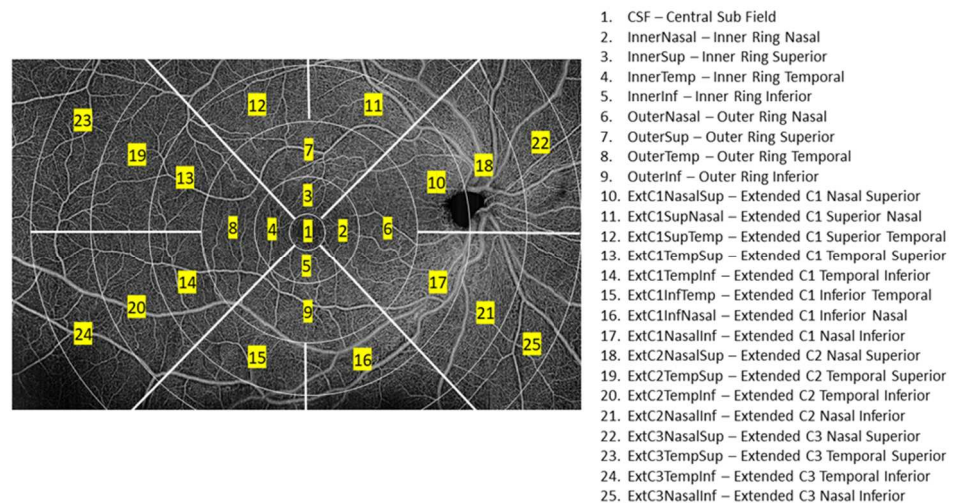 1. CSF – Central Sub Field
2. InnerNasal – Inner Ring Nasal
3. InnerSup – Inner Ring Superior
4. InnerTemp – Inner Ring Temporal
5. InnerInf – Inner Ring Inferior
6. OuterNasal – Outer Ring Nasal
7. OuterSup – Outer Ring Superior
8. OuterTemp – Outer Ring Temporal
9. OuterInf – Outer Ring Inferior
10. ExtC1NasalSup – Extended C1 Nasal Superior
11. ExtC1SupNasal – Extended C1 Superior Nasal
12. ExtC1SupTemp – Extended C1 Superior Temporal
13. ExtC1TempSup – Extended C1 Temporal Superior
14. ExtC1TempInf – Extended C1 Temporal Inferior
15. ExtC1InfTemp – Extended C1 Inferior Temporal
16. ExtC1InfNasal – Extended C1 Inferior Nasal
17. ExtC1NasalInf – Extended C1 Nasal Inferior
18. ExtC2NasalSup – Extended C2 Nasal Superior
19. ExtC2TempSup – Extended C2 Temporal Superior
20. ExtC2TempInf – Extended C2 Temporal Inferior
21. ExtC2NasalInf – Extended C2 Nasal Inferior
22. ExtC3NasalSup – Extended C3 Nasal Superior
23. ExtC3TempSup – Extended C3 Temporal Superior
24. ExtC3TempInf – Extended C3 Temporal Inferior
25. ExtC3NasalInf – Extended C3 Nasal Inferior
12 11
23
22
7
19
18
13
10
3
8 4 1 2 6
5
14
17
20
9
21
24
25
15
16